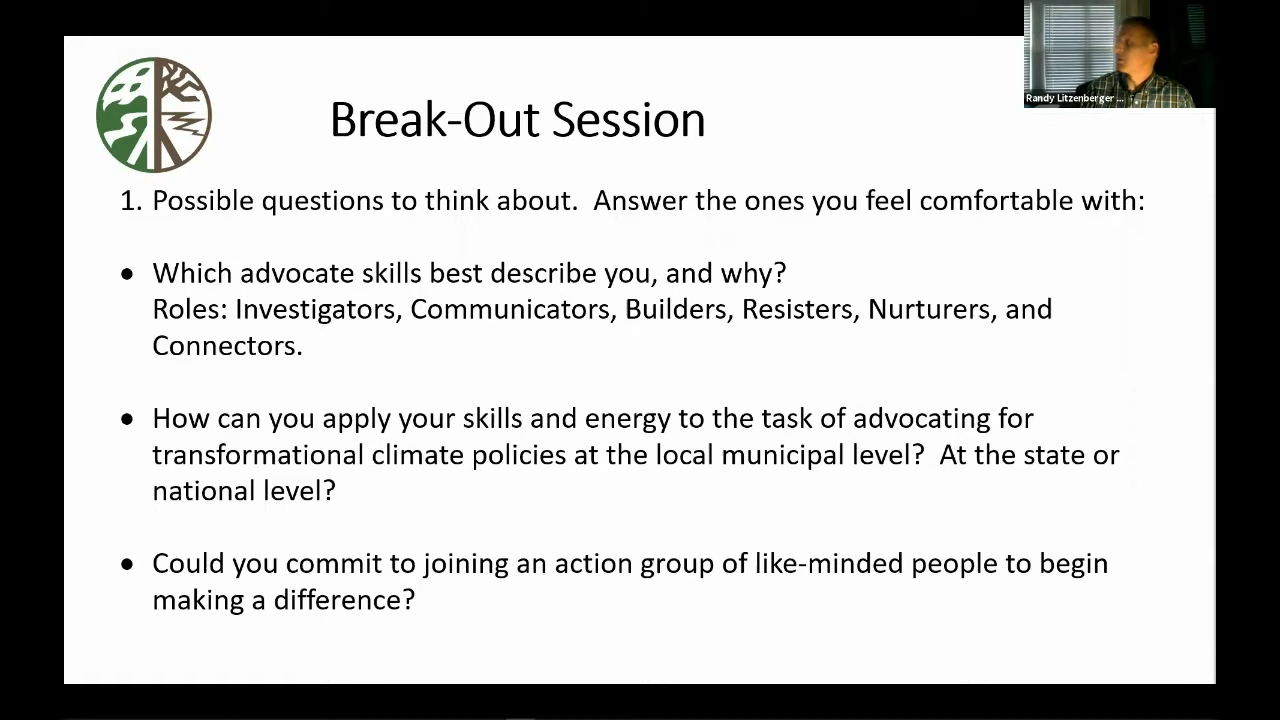 Randy Litzenberger ...
Break-Out Session
1. Possible questions to think about.  Answer the ones you feel comfortable with:
• Which advocate skills best describe you, and why?
Roles: Investigators, Communicators, Builders, Resisters, Nurturers, and
Connectors.
• How can you apply your skills and energy to the task of advocating for
transformational climate policies at the local municipal level?  At the state or
national level?
• Could you commit to joining an action group of like-minded people to begin
making a difference?